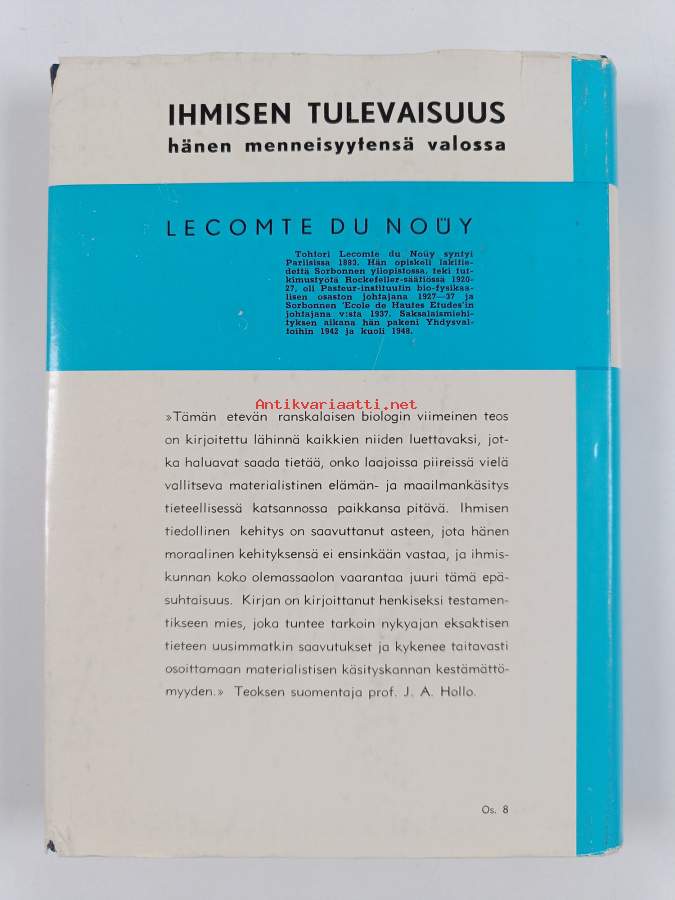 IHMISEN TULEVAISUUS
hänen menneisyytensä valossa
LECOMTE DU NOÜY
Tohtori Lecomte du Noüy syntyi
Pariisissa 1883. Hän opiskeli lakitie-
dettä Sorbonnen yliopistossa, teki tut-
kimustyötä Rockefeller-säätiössä 1920-
27, oli Pasteur-instituutin bio-fysikaa-
lisen osaston johtajana 1927—37 ja
Sorbonnen 'Ecole de Hautes Etudes'in
johtajana v:sta 1937. Saksalaismiehi-
tyksen aikana hän pakeni Yhdysval-
toihin 1942 ja kuoli 1948.
Antikvariaatti.net
»Tämän etevän ranskalaisen biologin viimeinen teos
on kirjoitettu lähinnä kaikkien niiden luettavaksi, jot-
ka haluavat saada tietää, onko laajoissa piireissä vielä
vallitseva materialistinen elämän- ja maailmankäsitys
tieteellisessä katsannossa paikkansa pitävä. Ihmisen
tiedollinen kehitys on saavuttanut asteen, jota hänen
moraalinen kehityksensä ei ensinkään vastaa, ja ihmis-
kunnan koko olemassaolon vaarantaa juuri tämä epä-
suhtaisuus. Kirjan on kirjoittanut henkiseksi testamen-
tikseen mies, joka tuntee tarkoin nykyajan eksaktisen
tieteen uusimmatkin saavutukset ja kykenee taitavasti
osoittamaan materialistisen käsityskannan kestämättö-
myyden.» Teoksen suomentaja prof. J. A. Hollo.
Os. 8